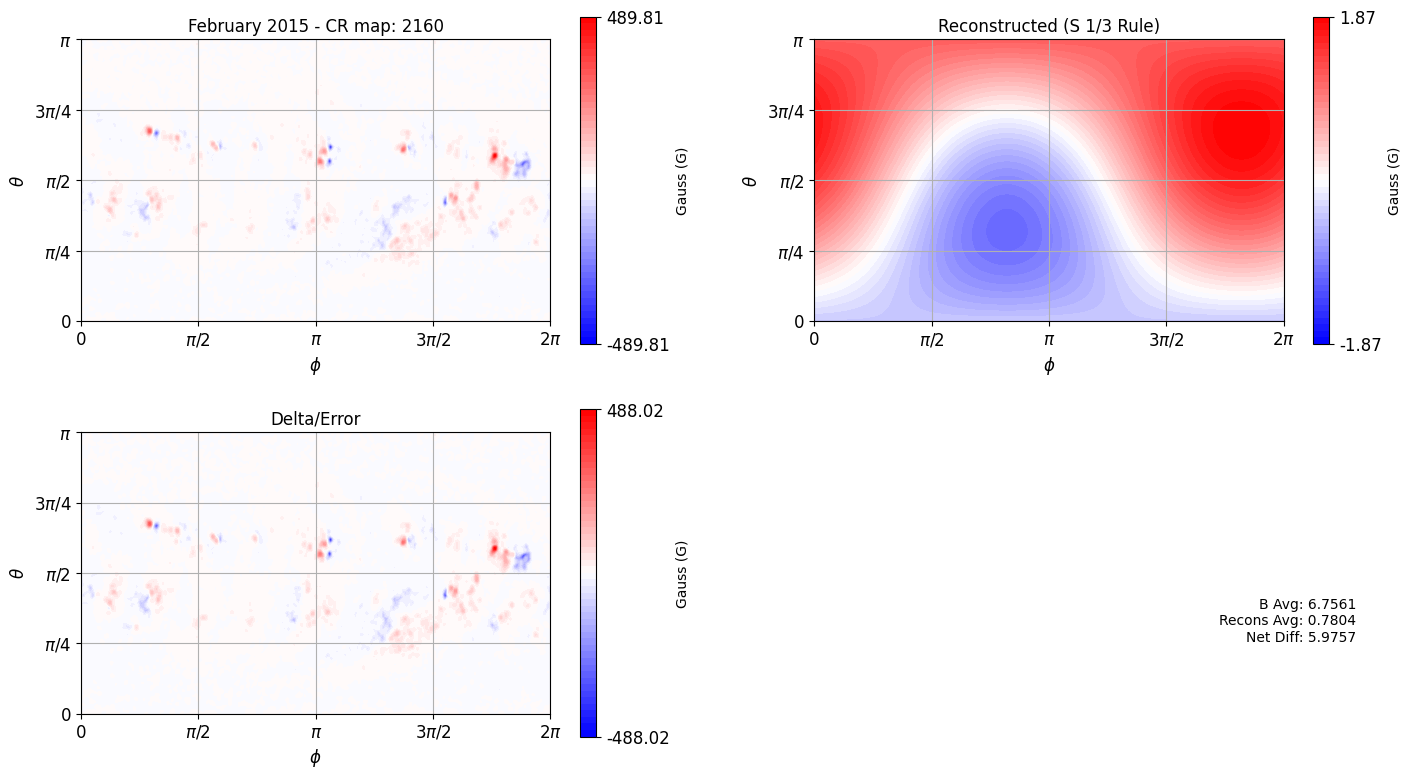 February 2015 - CR map: 2160
π
3π/4
π/2
π/4
0
θ
0
π/2
π
3π/2
2π
ϕ
489.81
-489.81
Gauss (G)
Reconstructed (S 1/3 Rule)
π
3π/4
π/2
π/4
0
θ
0
π/2
π
3π/2
2π
ϕ
1.87
-1.87
Gauss (G)
Delta/Error
π
3π/4
π/2
π/4
0
θ
0
π/2
π
3π/2
2π
ϕ
488.02
-488.02
Gauss (G)
B Avg: 6.7561
Recons Avg: 0.7804
Net Diff: 5.9757